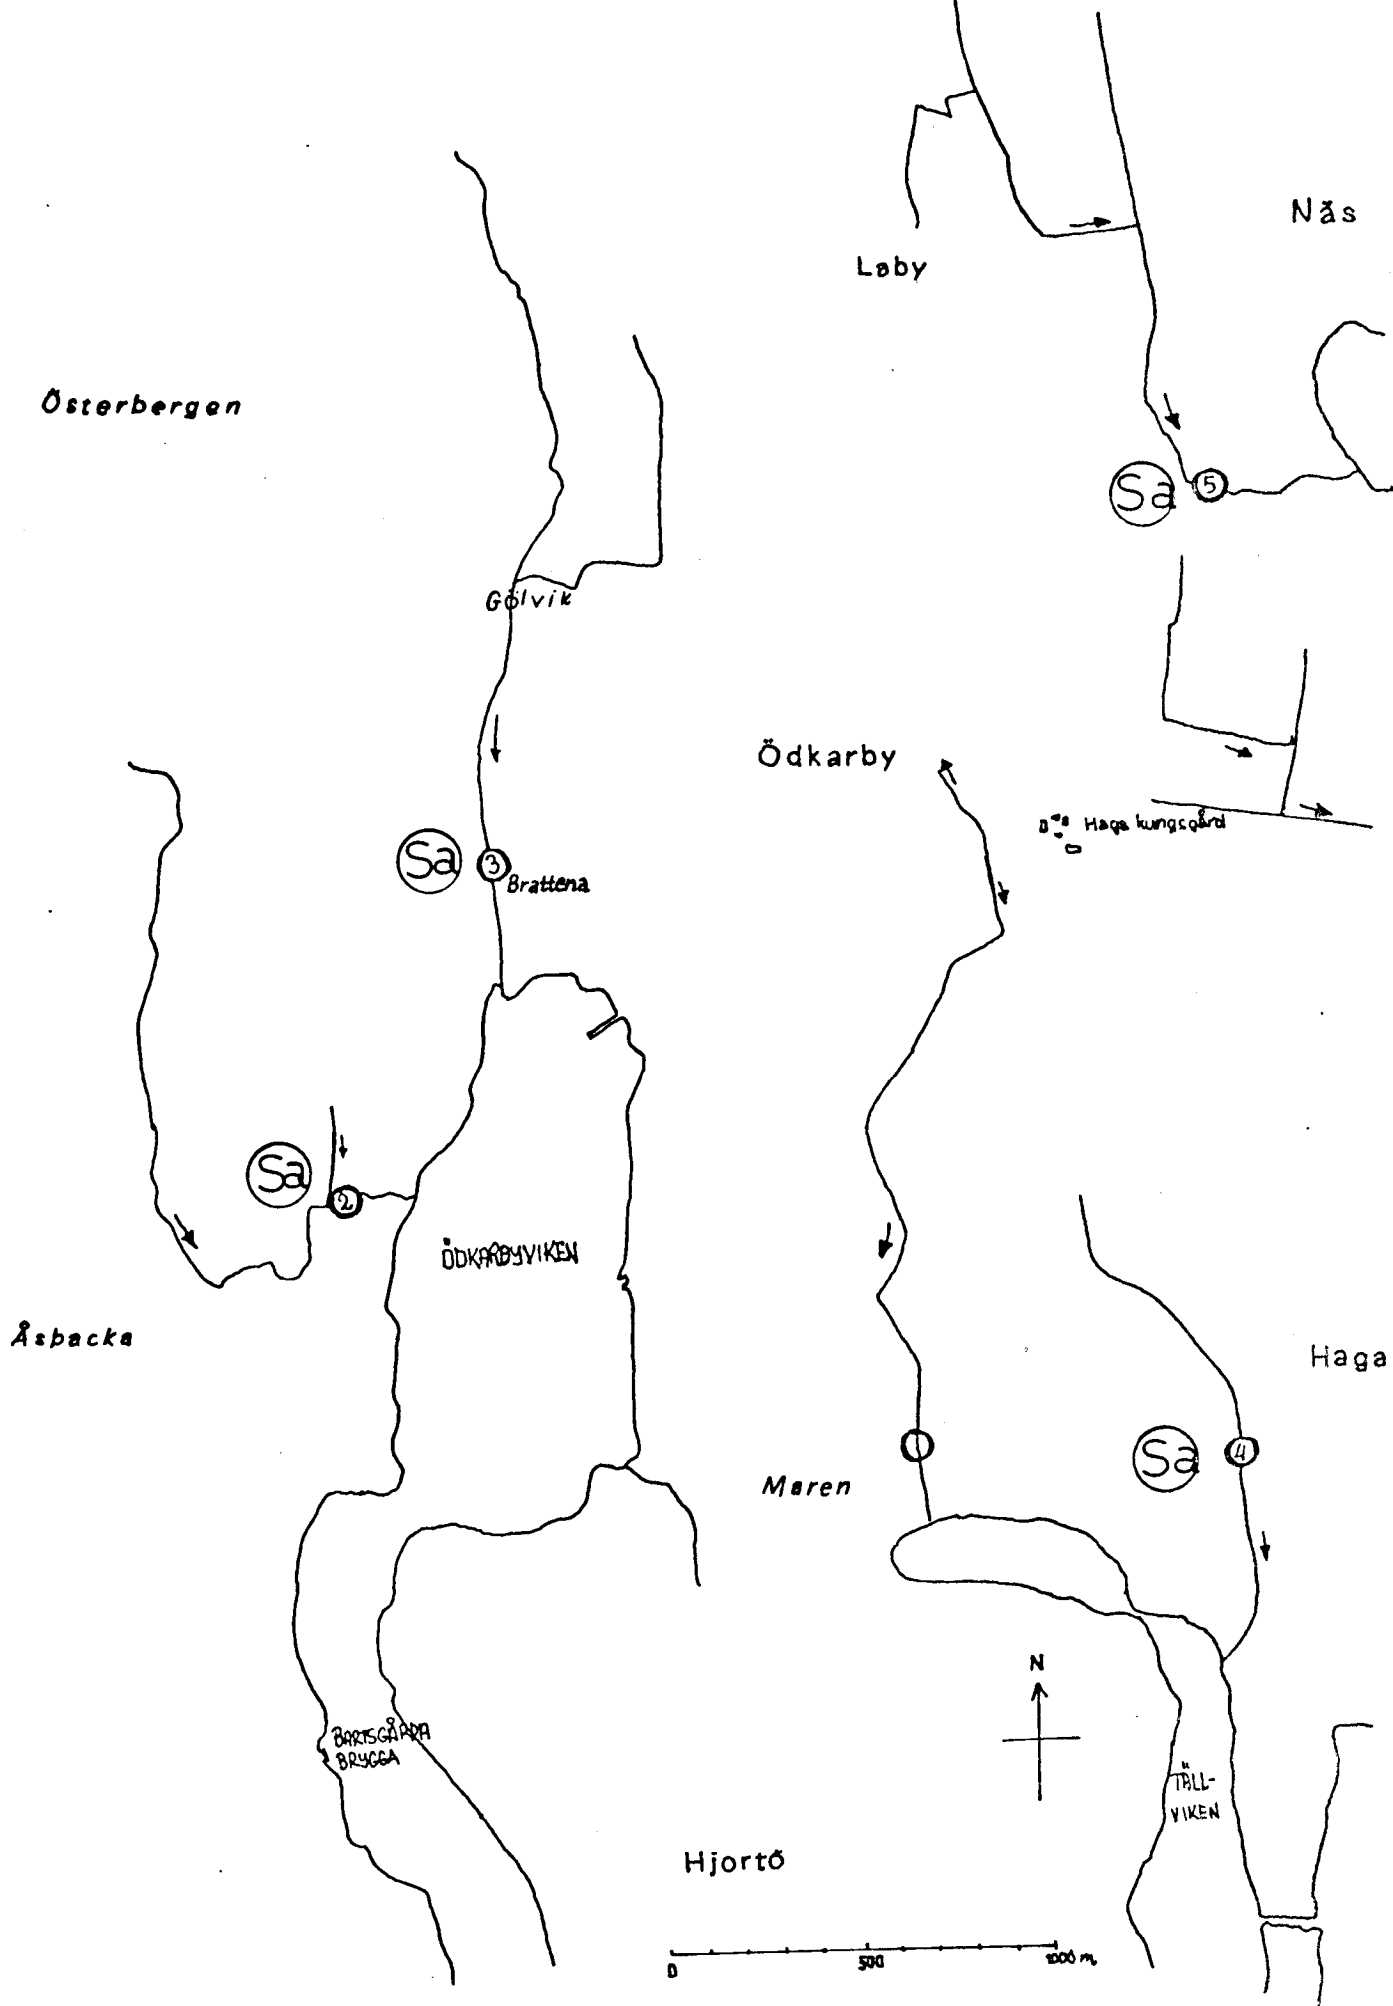 Näs
Laby
Österbergen
Sa 5
Gölvik
Ödkarby
Haga kungsgård
Sa 3
Brattena
Sa 2
ÖDKARBYVIKEN
Åsbacka
Haga
Sa 4
Maren
N
BARTSGÅRDA
BRYGGA
TÄLL-
VIKEN
Hjortö
0 500 1000 m